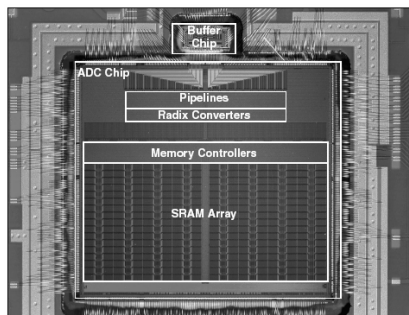 Buffer
Chip
ADC Chip
Pipelines
Radix Converters
Memory Controllers
SRAM Array